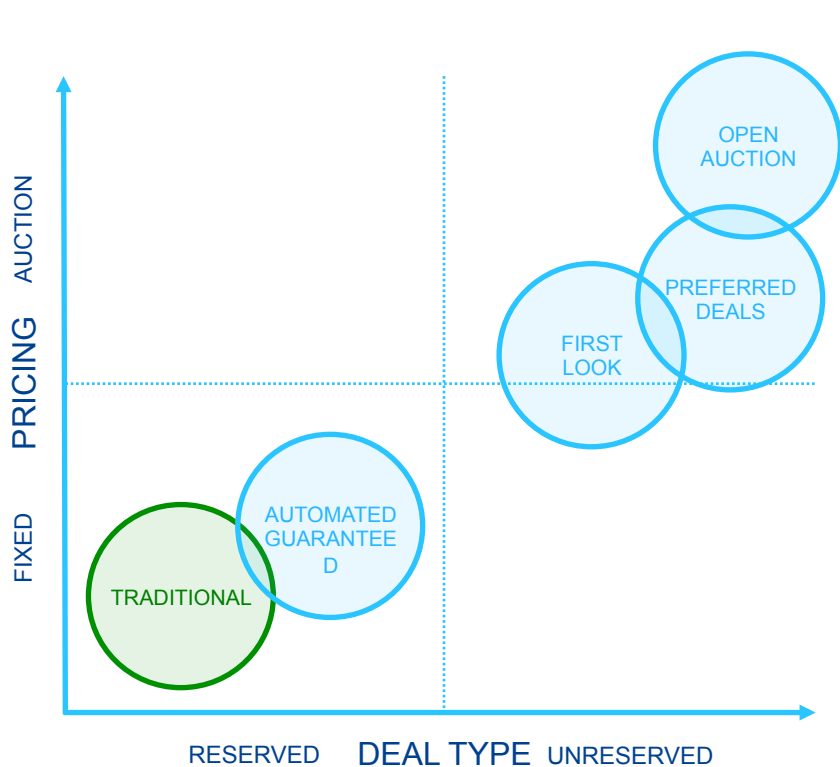 OPEN
AUCTION
PREFERRED
DEALS
FIRST
LOOK
AUTOMATED
GUARANTEE
D
TRADITIONAL
AUCTION
PRICING
FIXED
RESERVED
DEAL TYPE
UNRESERVED